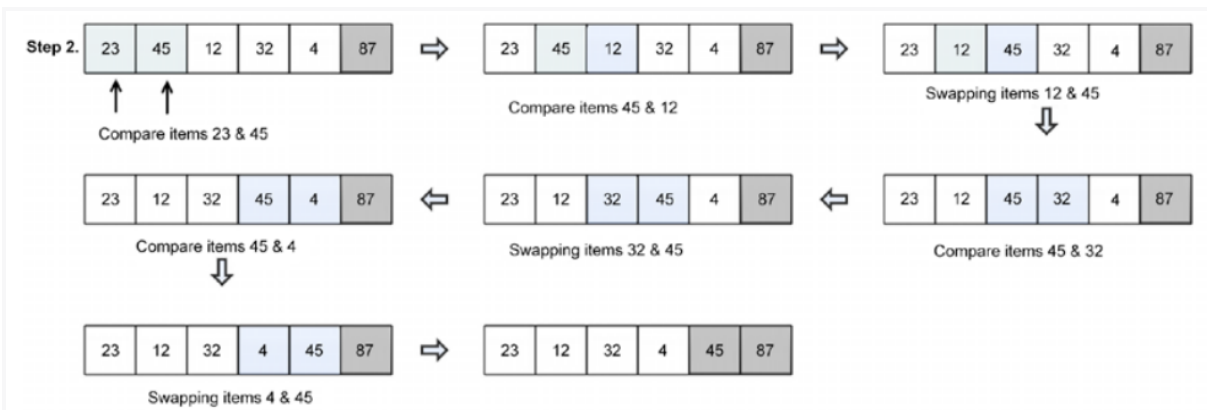 Step 2. 23 45 12 32 4 87
23 45 12 32 4 87
23 12 45 32 4 87
Compare items 23 & 45
Compare items 45 & 12
Swapping items 12 & 45
23 12 45 32 4 87
Compare items 45 & 32
23 12 32 45 4 87
Swapping items 32 & 45
23 12 32 45 4 87
Compare items 45 & 4
23 12 32 4 45 87
Swapping items 4 & 45
23 12 32 4 45 87